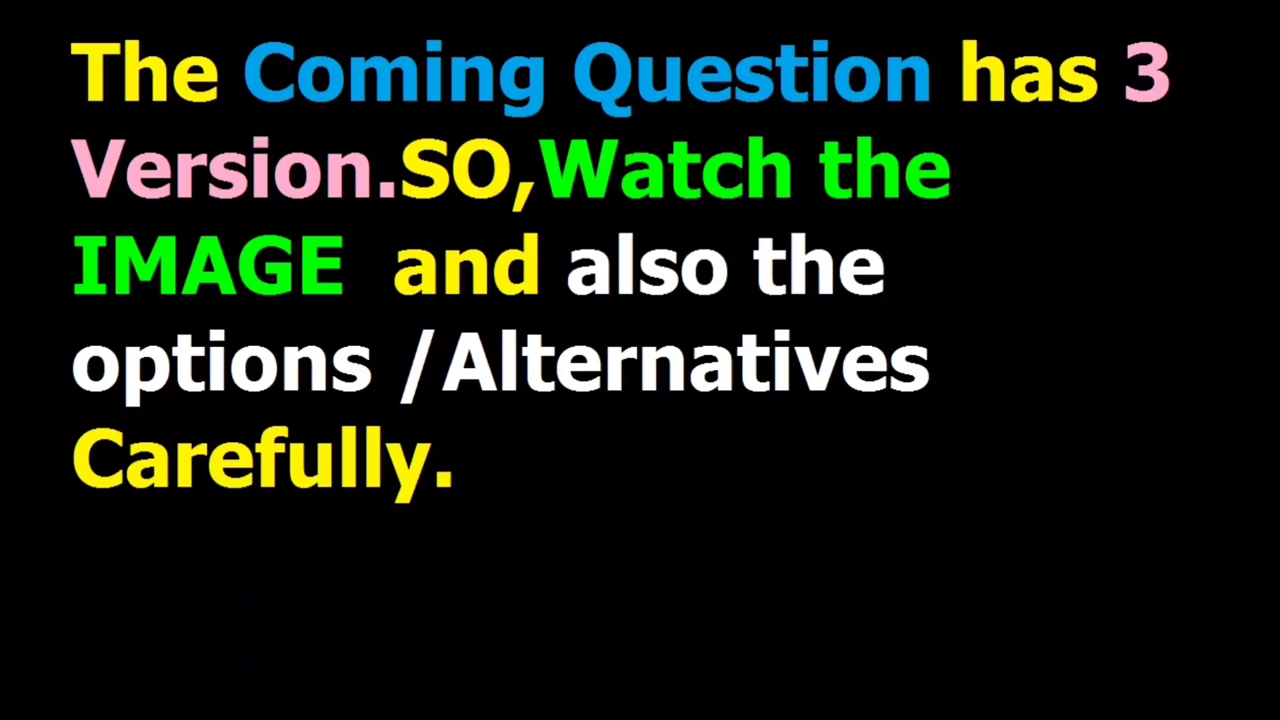 The Coming Question has 3
Version.SO,Watch the
IMAGE and also the
options /Alternatives
Carefully.